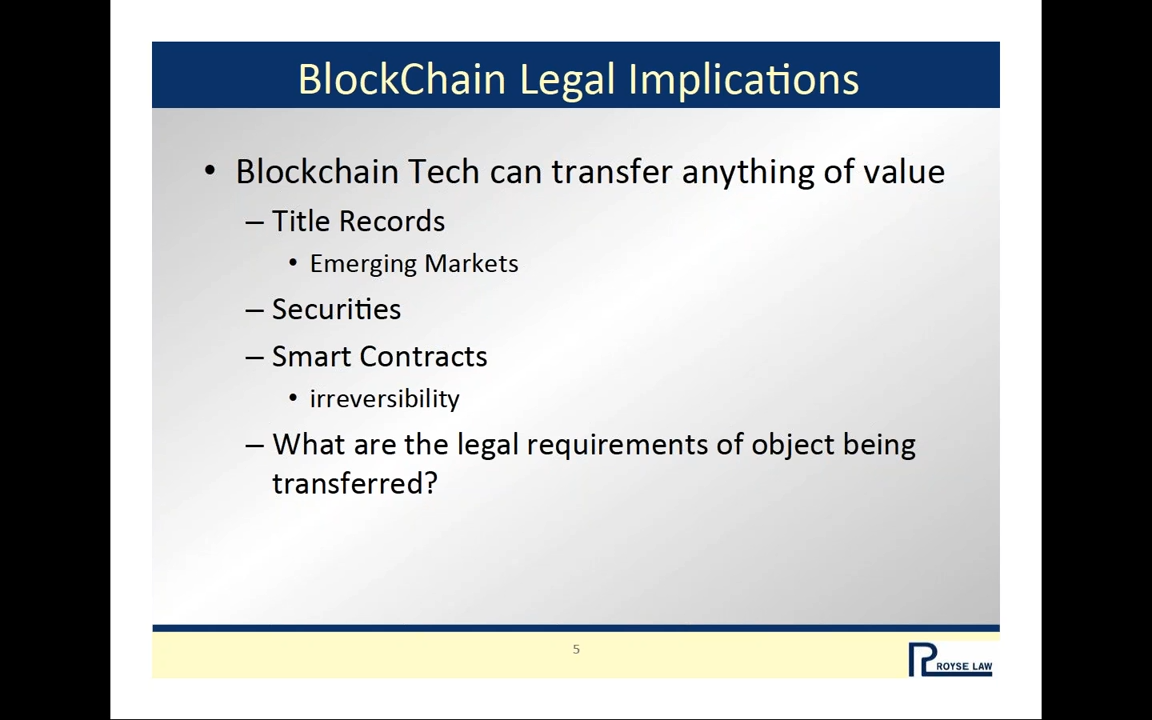 BlockChain Legal Implications
• Blockchain Tech can transfer anything of value
– Title Records
• Emerging Markets
– Securities
– Smart Contracts
• irreversibility
– What are the legal requirements of object being
transferred?
5
ROYSE LAW